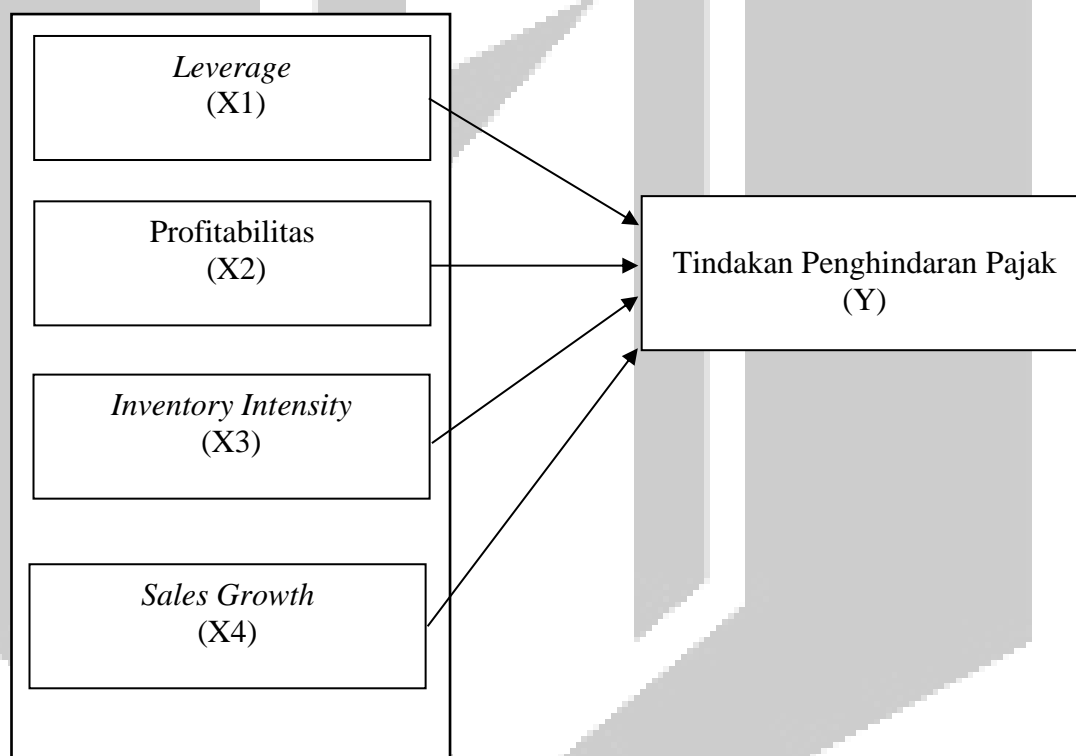 Leverage
(X1)
Profitabilitas
(X2)
Inventory Intensity
(X3)
Sales Growth
(X4)
Tindakan Penghindaran Pajak
(Y)